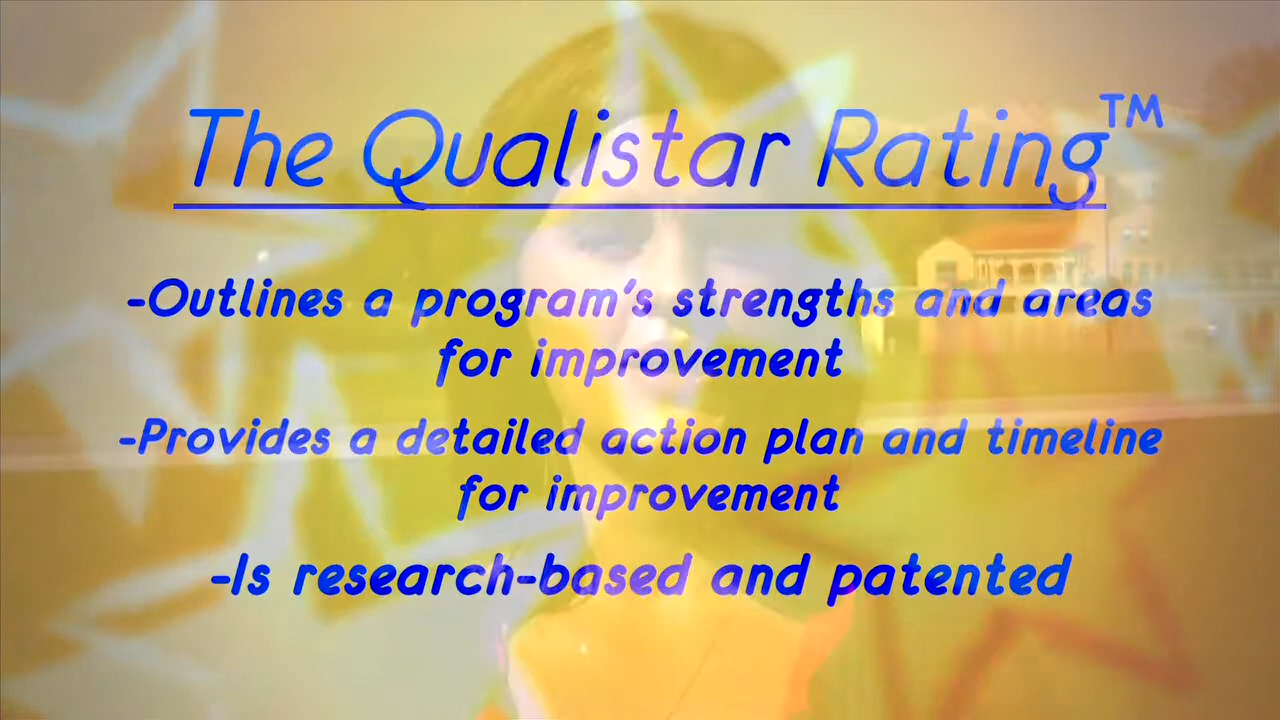 The Qualistar Rating™
-Outlines a program's strengths and areas
for improvement
-Provides a detailed action plan and timeline
for improvement
-Is research-based and patented